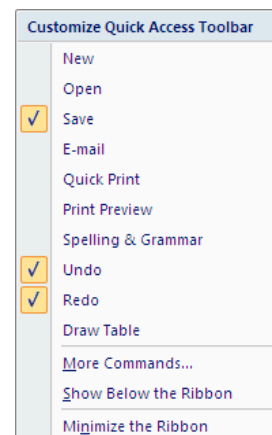 Customize Quick Access Toolbar
New
Open
Save
E-mail
Quick Print
Print Preview
Spelling & Grammar
Undo
Redo
Draw Table
More Commands...
Show Below the Ribbon
Minimize the Ribbon